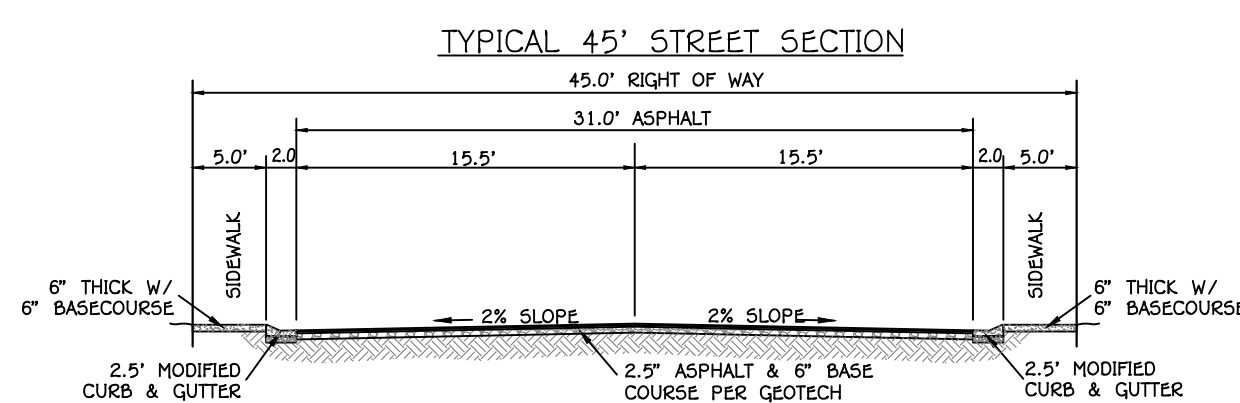 TYPICAL 45' STREET SECTION
45.0' RIGHT OF WAY
31.0' ASPHALT
5.0' 2.0 15.5' 15.5' 2.0 5.0'
SIDEWALK
SIDEWALK
6" THICK W/
6" BASECOURSE
2% SLOPE
2% SLOPE
6" THICK W/
6" BASECOURSE
2.5' MODIFIED
CURB & GUTTER
2.5" ASPHALT & 6" BASE
COURSE PER GEOTECH
2.5' MODIFIED
CURB & GUTTER